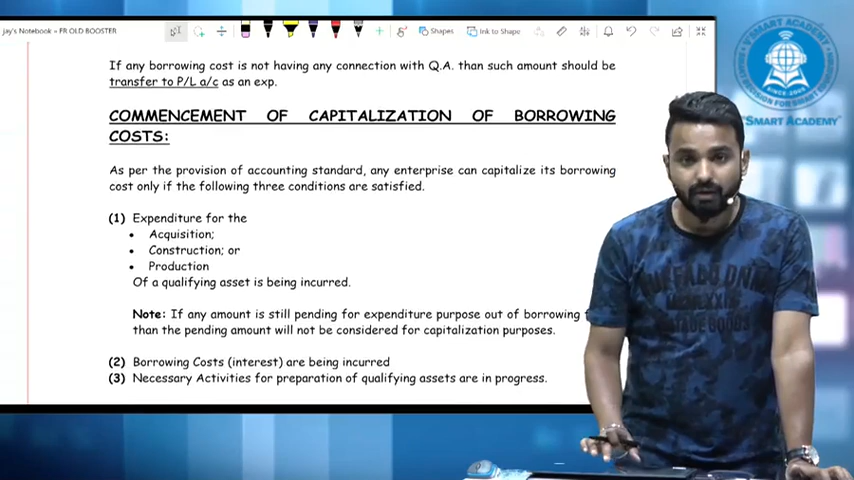 jay's Notebook » FR OLD BOOSTER
Shapes
Ink to Shape
If any borrowing cost is not having any connection with Q.A. than such amount should be
transfer to P/L a/c as an exp.
COMMENCEMENT OF CAPITALIZATION OF BORROWING
COSTS:
As per the provision of accounting standard, any enterprise can capitalize its borrowing
cost only if the following three conditions are satisfied.
(1) Expenditure for the
• Acquisition;
• Construction; or
• Production
Of a qualifying asset is being incurred.
Note: If any amount is still pending for expenditure purpose out of borrowing
than the pending amount will not be considered for capitalization purposes.
(2) Borrowing Costs (interest) are being incurred
(3) Necessary Activities for preparation of qualifying assets are in progress.
VSMART ACADEMY
SINCE-2004
"SMART ACADEMY"
BUFFALO DNM